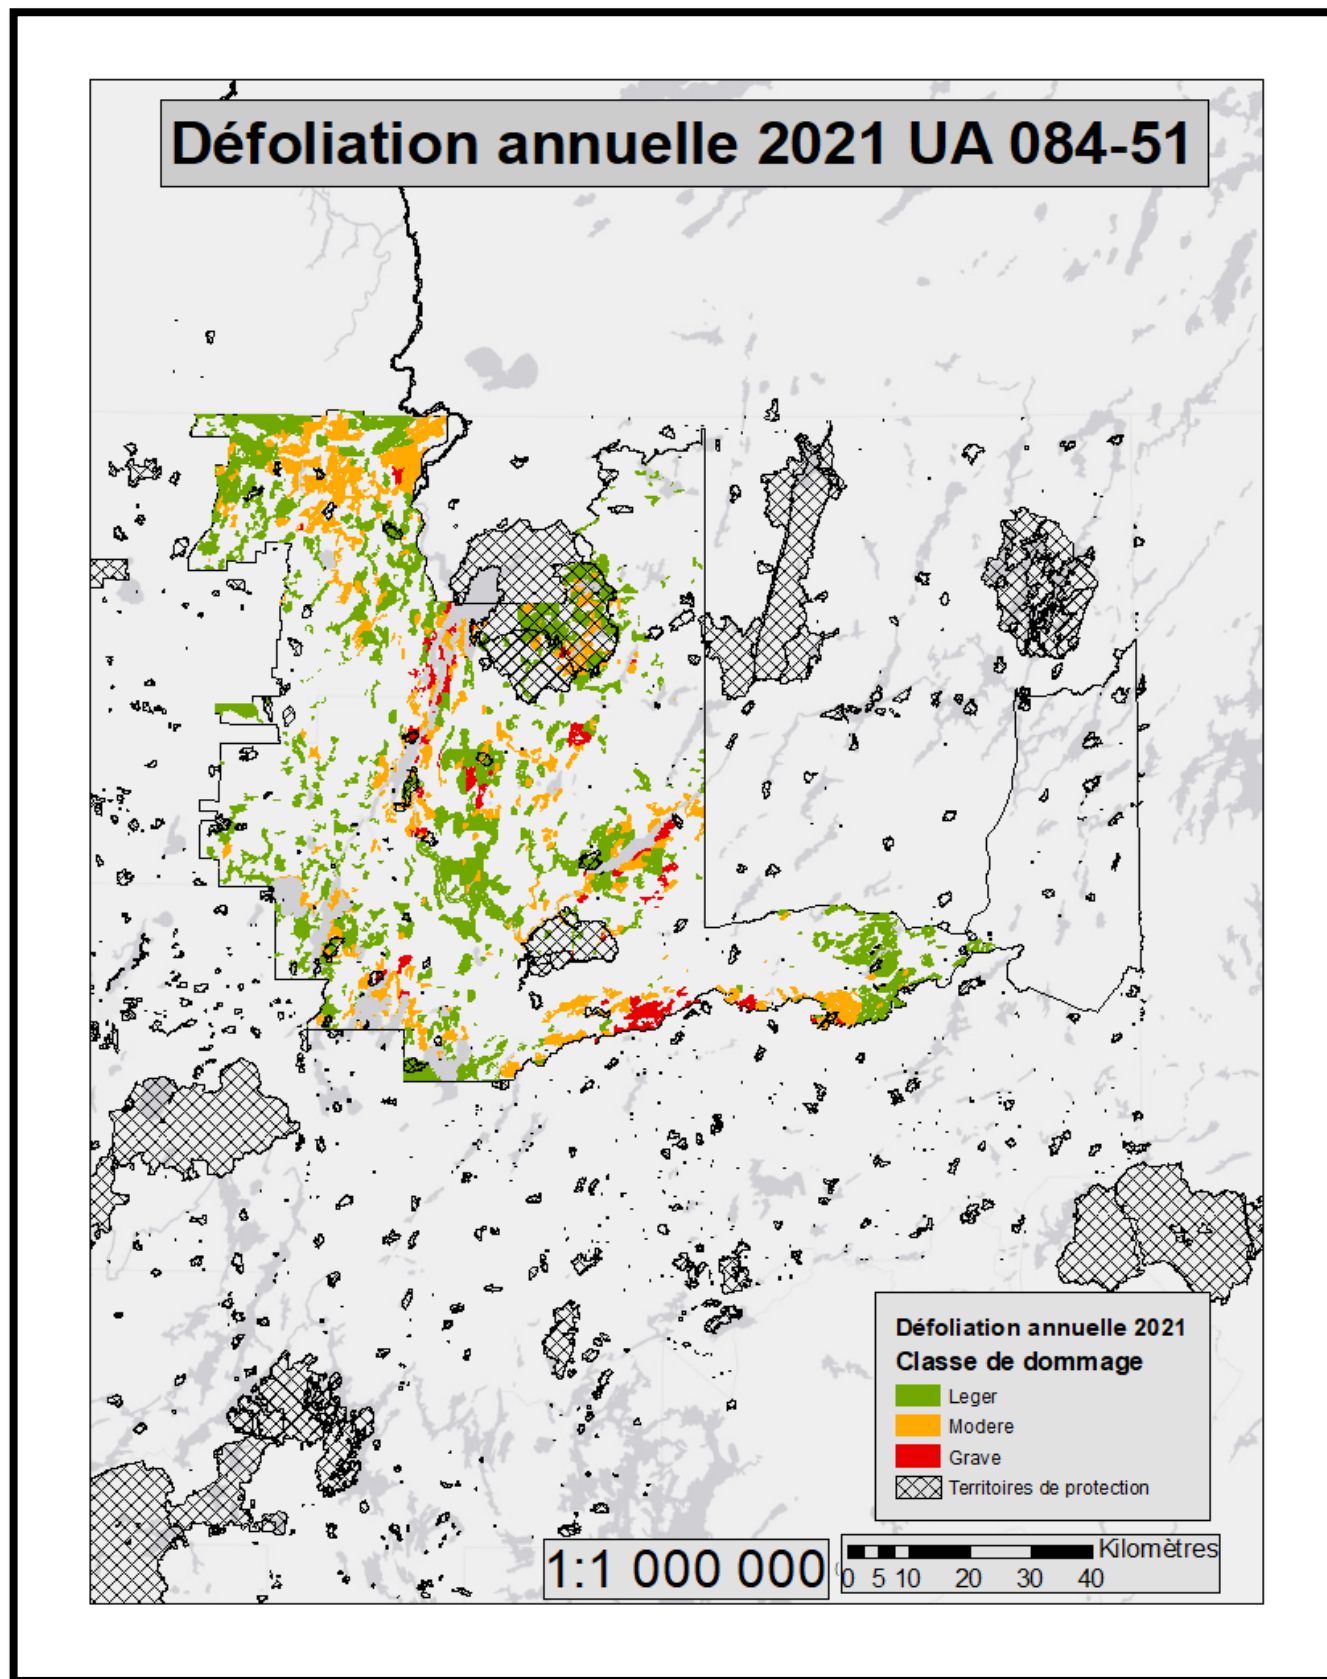 Défoliation annuelle 2021 UA 084-51
Défoliation annuelle 2021
Classe de dommage
Leger
Modere
Grave
Territoires de protection
1:1 000 000
Kilomètres
0 5 10 20 30 40